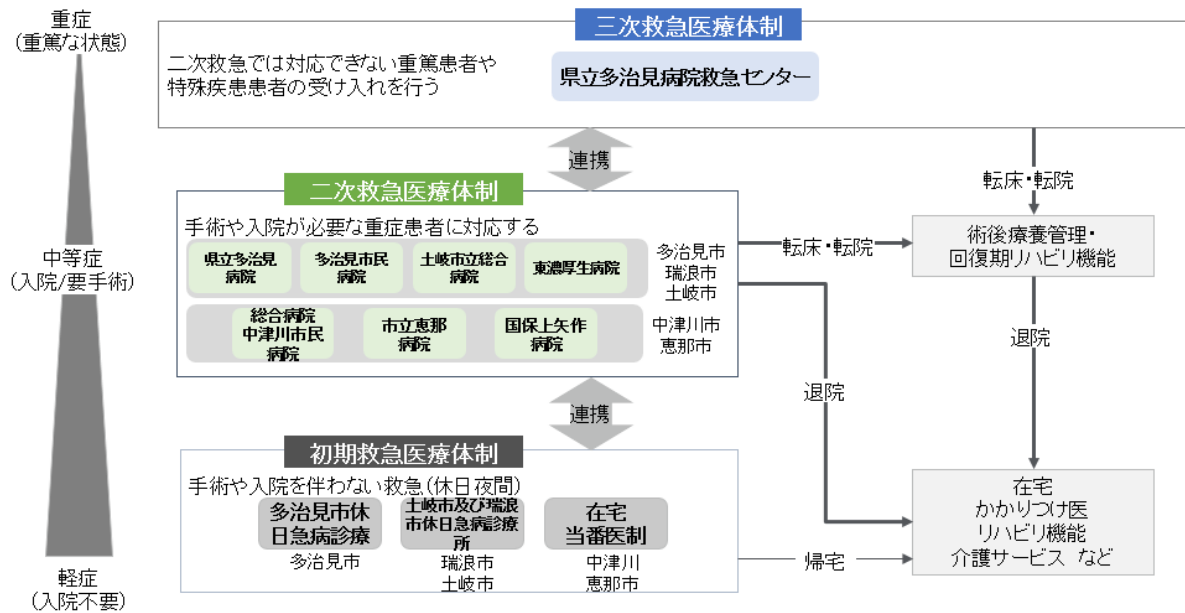 重症
(重篤な状態)
三次救急医療体制
二次救急では対応できない重篤患者や
特殊疾患患者の受け入れを行う
県立多治見病院救急センター
連携
転床・転院
二次救急医療体制
手術や入院が必要な重症患者に対応する
県立多治見
病院
多治見市民
病院
土岐市立総合
病院
東濃厚生病院
多治見市
瑞浪市
土岐市
転床・転院
術後療養管理・
回復期リハビリ機能
中等症
(入院/要手術)
総合病院
中津川市民
病院
市立恵那
病院
国保上矢作
病院
中津川市
恵那市
退院
退院
連携
初期救急医療体制
手術や入院を伴わない救急(休日夜間)
多治見市休
日急病診療
土岐市及び瑞浪
市休日急病診療
所
在宅
当番医制
多治見市
瑞浪市
土岐市
中津川
恵那市
帰宅
在宅
かかりつけ医
リハビリ機能
介護サービス など
軽症
(入院不要)